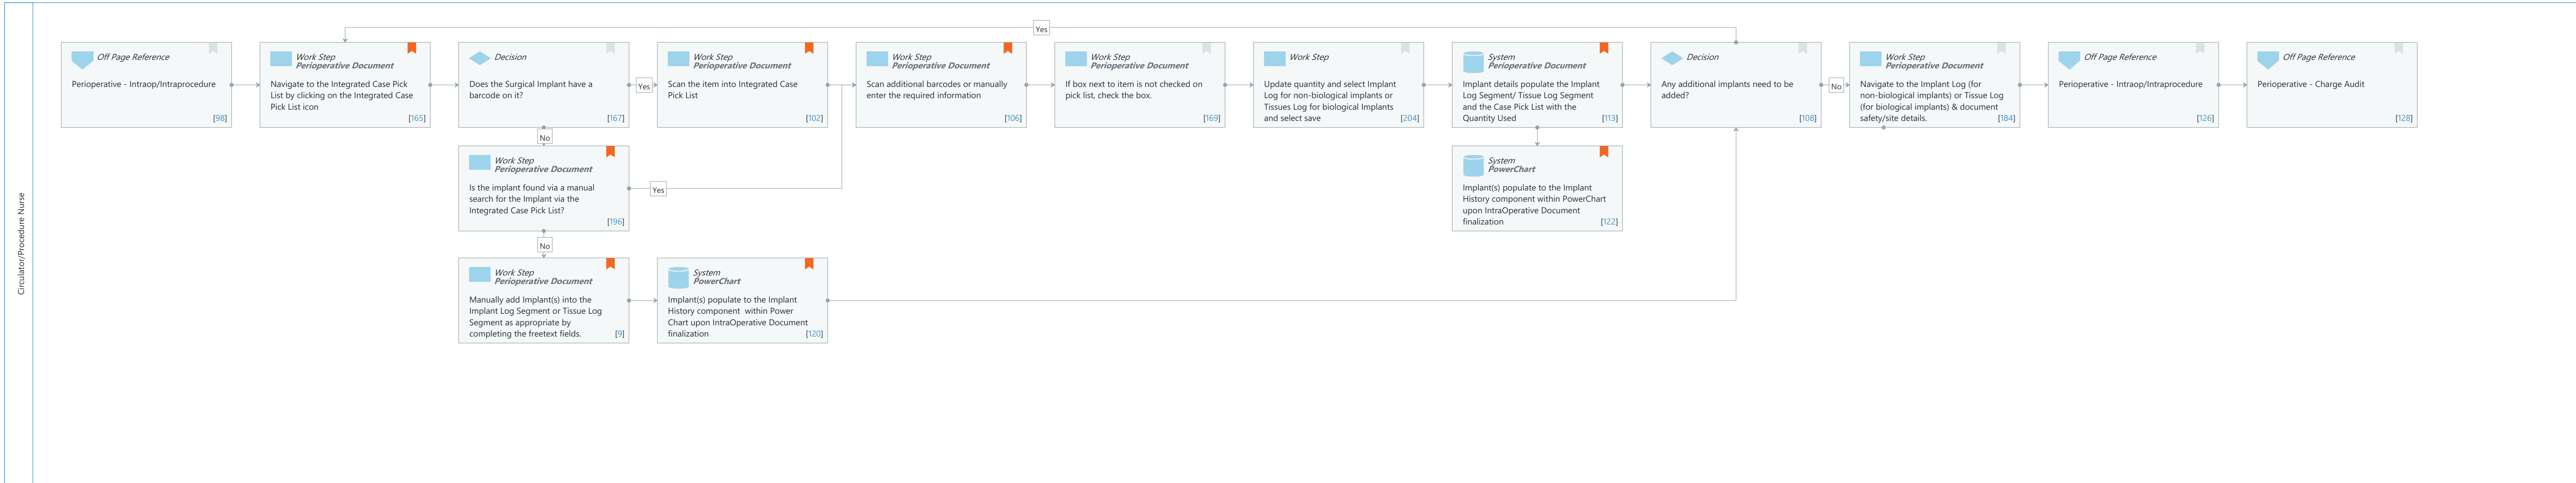 Yes
Off Page Reference
Perioperative - Intraop/Intraprocedure
[98]
Work Step
Perioperative Document
Navigate to the Integrated Case Pick
List by clicking on the Integrated Case
Pick List icon
[165]
Decision
Does the Surgical Implant have a
barcode on it?
[167]
Yes
Work Step
Perioperative Document
Scan the item into Integrated Case
Pick List
[102]
Work Step
Perioperative Document
Scan additional barcodes or manually
enter the required information
[106]
Work Step
Perioperative Document
If box next to item is not checked on
pick list, check the box.
[169]
Work Step
Update quantity and select Implant
Log for non-biological implants or
Tissues Log for biological Implants
and select save
[204]
System
Perioperative Document
Implant details populate the Implant
Log Segment/ Tissue Log Segment
and the Case Pick List with the
Quantity Used
[113]
Decision
Any additional implants need to be
added?
[108]
No
Work Step
Perioperative Document
Navigate to the Implant Log (for
non-biological implants) or Tissue Log
(for biological implants) & document
safety/site details.
[184]
Off Page Reference
Perioperative - Intraop/Intraprocedure
[126]
Off Page Reference
Perioperative - Charge Audit
[128]
No
Work Step
Perioperative Document
Is the implant found via a manual
search for the Implant via the
Integrated Case Pick List?
[196]
Yes
System
PowerChart
Implant(s) populate to the Implant
History component within PowerChart
upon IntraOperative Document
finalization
[122]
No
Work Step
Perioperative Document
Manually add Implant(s) into the
Implant Log Segment or Tissue Log
Segment as appropriate by
completing the freetext fields.
[9]
System
PowerChart
Implant(s) populate to the Implant
History component within Power
Chart upon IntraOperative Document
finalization
[120]
Circulator/Procedure Nurse